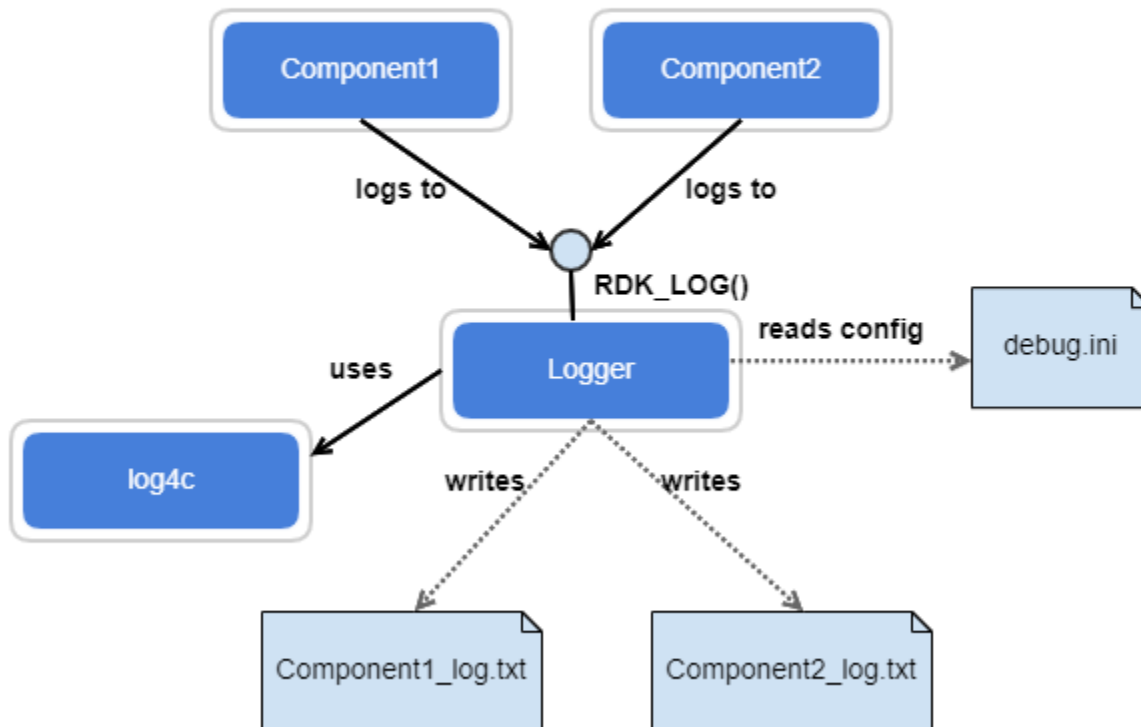 Component1
Component2
logs to
logs to
RDK_LOG()
reads config
debug.ini
Logger
uses
log4c
writes
writes
Component1_log.txt
Component2_log.txt